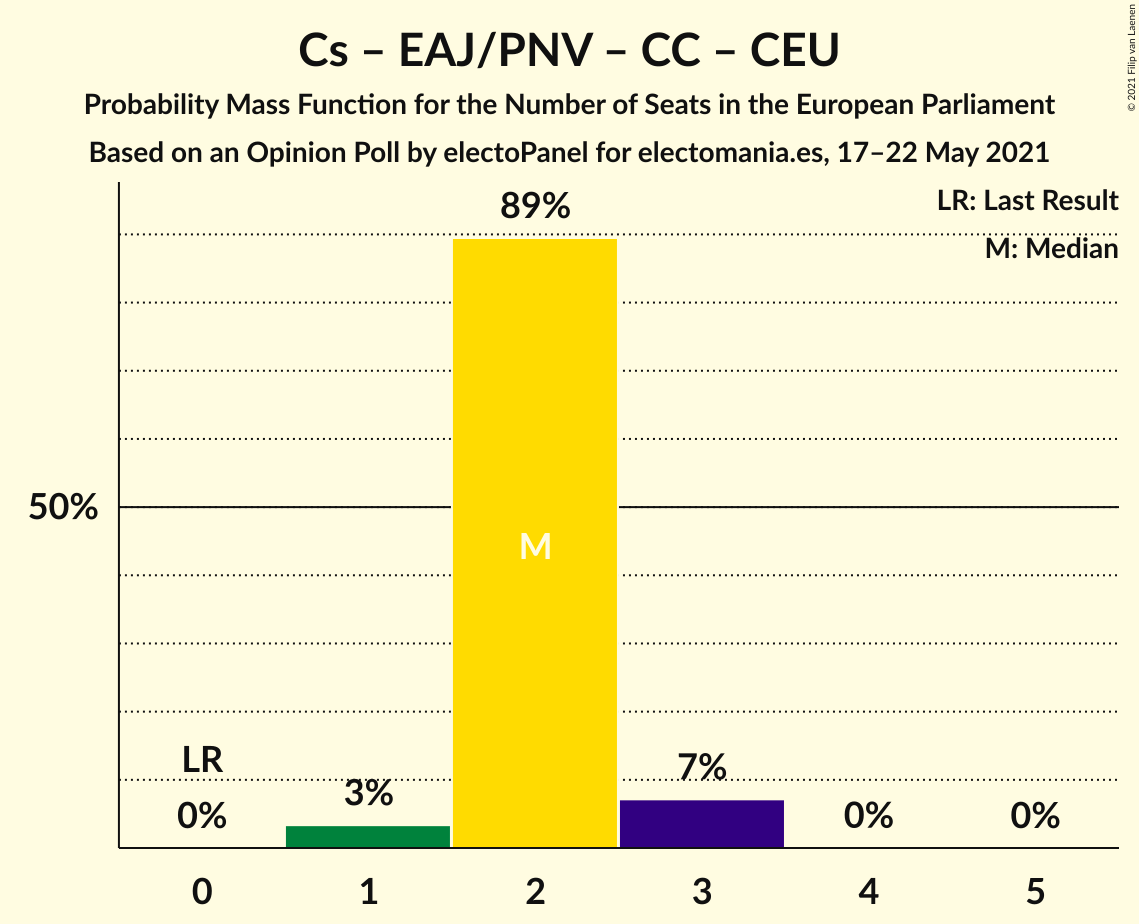 Cs – EAJ/PNV – CC – CEU
Probability Mass Function for the Number of Seats in the European Parliament
Based on an Opinion Poll by electoPanel for electomania.es, 17–22 May 2021
© 2021 Filip van Laenen
LR: Last Result
M: Median
89%
50%
M
LR
0%
3%
7%
0%
0%
0 1 2 3 4 5